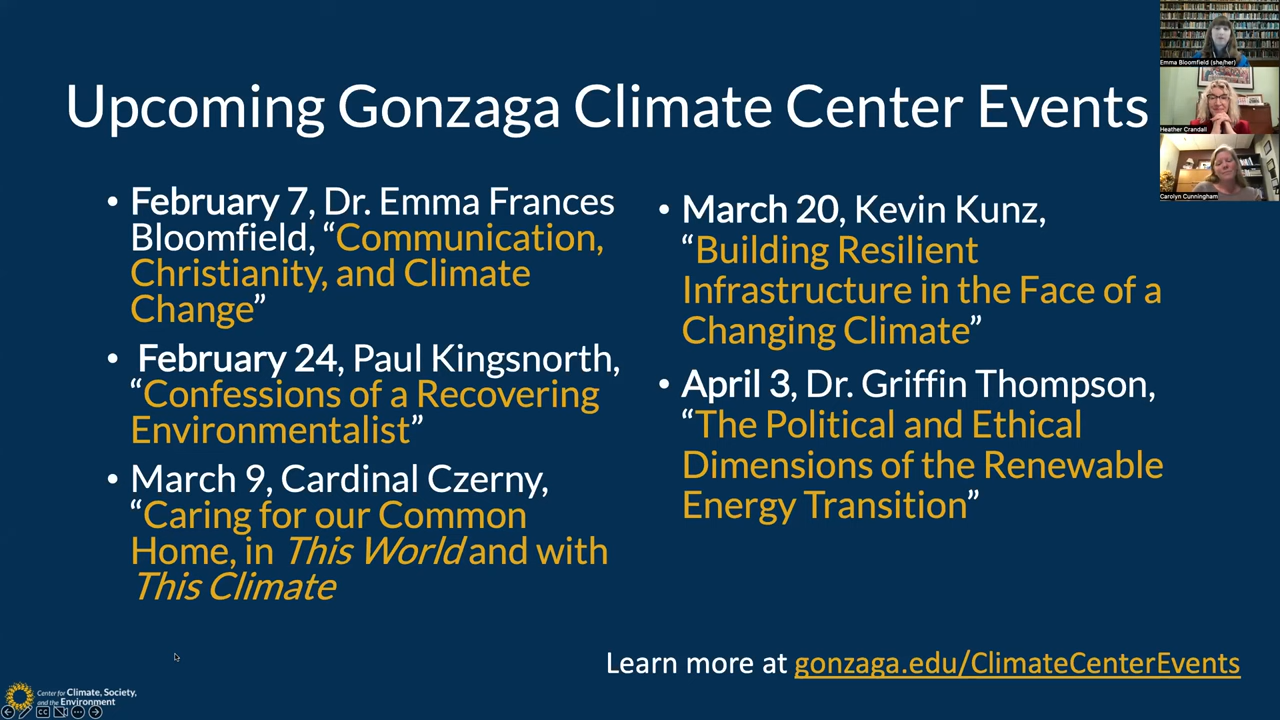 Upcoming Gonzaga Climate Center Events
• February 7, Dr. Emma Frances
Bloomfield, “Communication,
Christianity, and Climate
Change”
• February 24, Paul Kingsnorth,
“Confessions of a Recovering
Environmentalist”
• March 9, Cardinal Czerny,
“Caring for our Common
Home, in This World and with
This Climate
• March 20, Kevin Kunz,
“Building Resilient
Infrastructure in the Face of a
Changing Climate”
• April 3, Dr. Griffin Thompson,
“The Political and Ethical
Dimensions of the Renewable
Energy Transition”
Learn more at gonzaga.edu/ClimateCenterEvents
Center for Climate, Society,
and the Environment
Emma Bloomfield (she/her)
Heather Crandall
Carolyn Cunningham